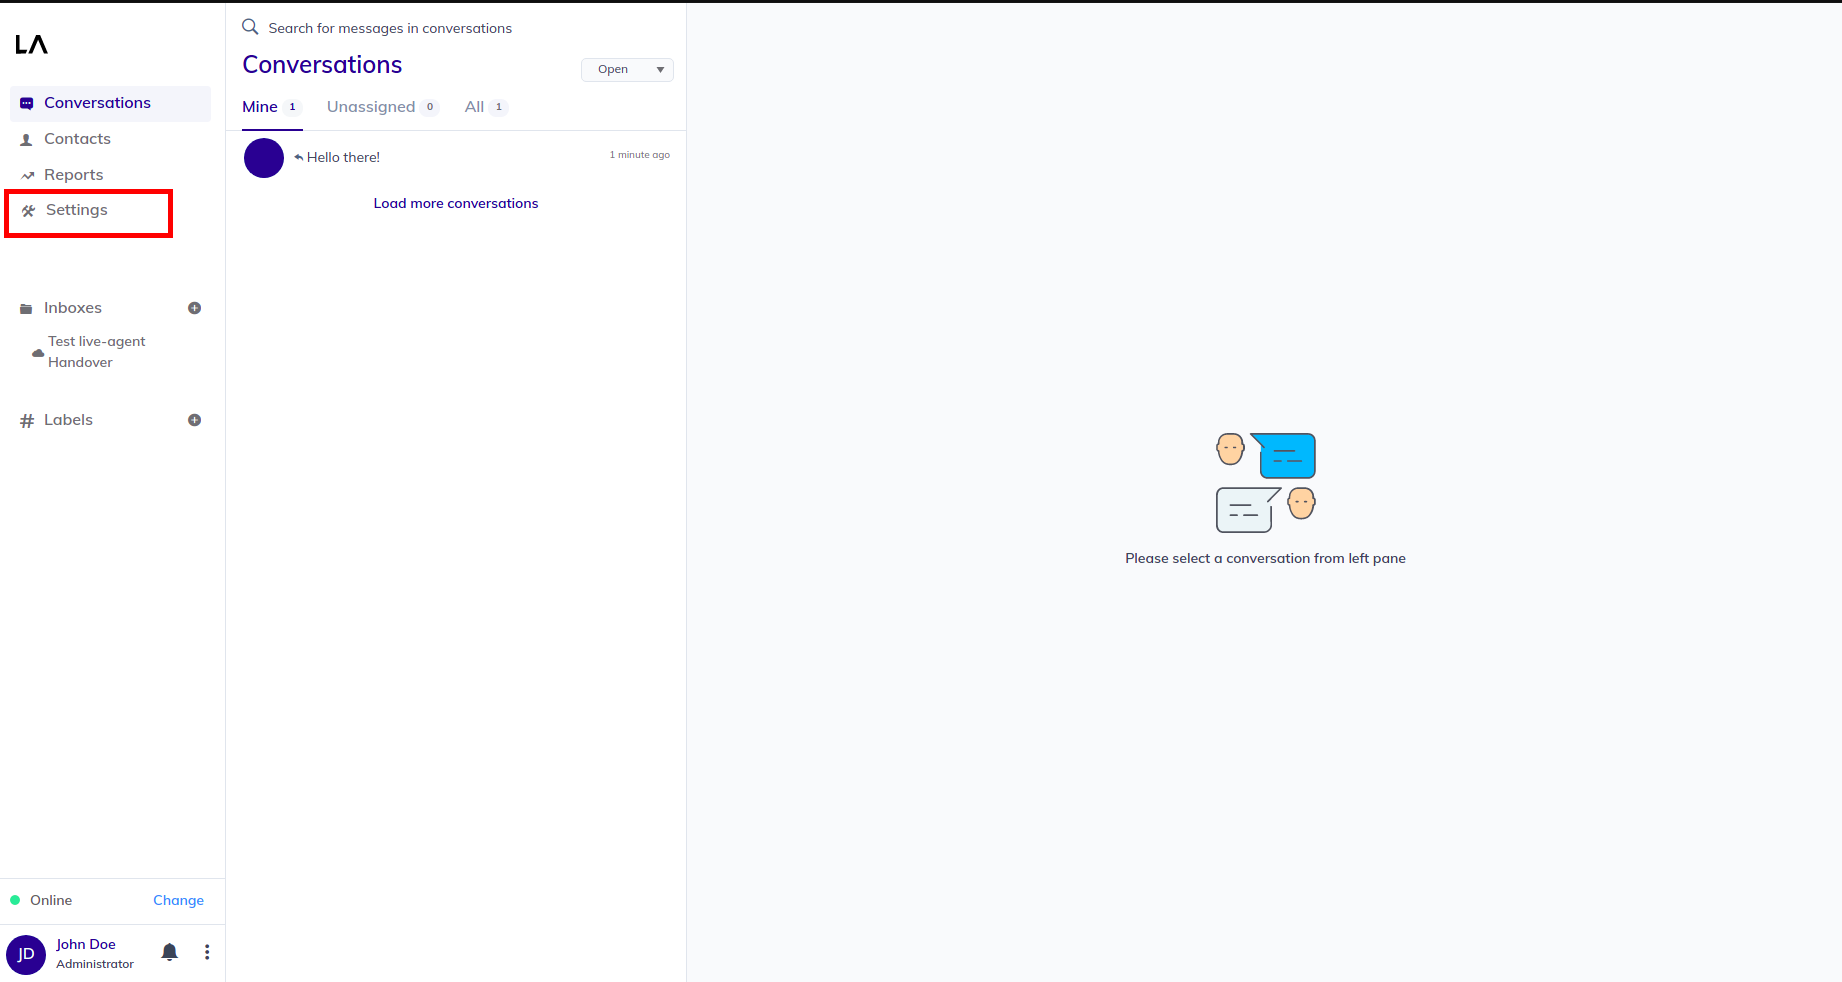 LA
Conversations
Contacts
Reports
Settings
Inboxes
Test live-agent
Handover
Labels
Online Change
JD
John Doe
Administrator
Search for messages in conversations
Conversations
Open
Mine 1 Unassigned 0 All 1
Hello there! 1 minute ago
Load more conversations
Please select a conversation from left pane